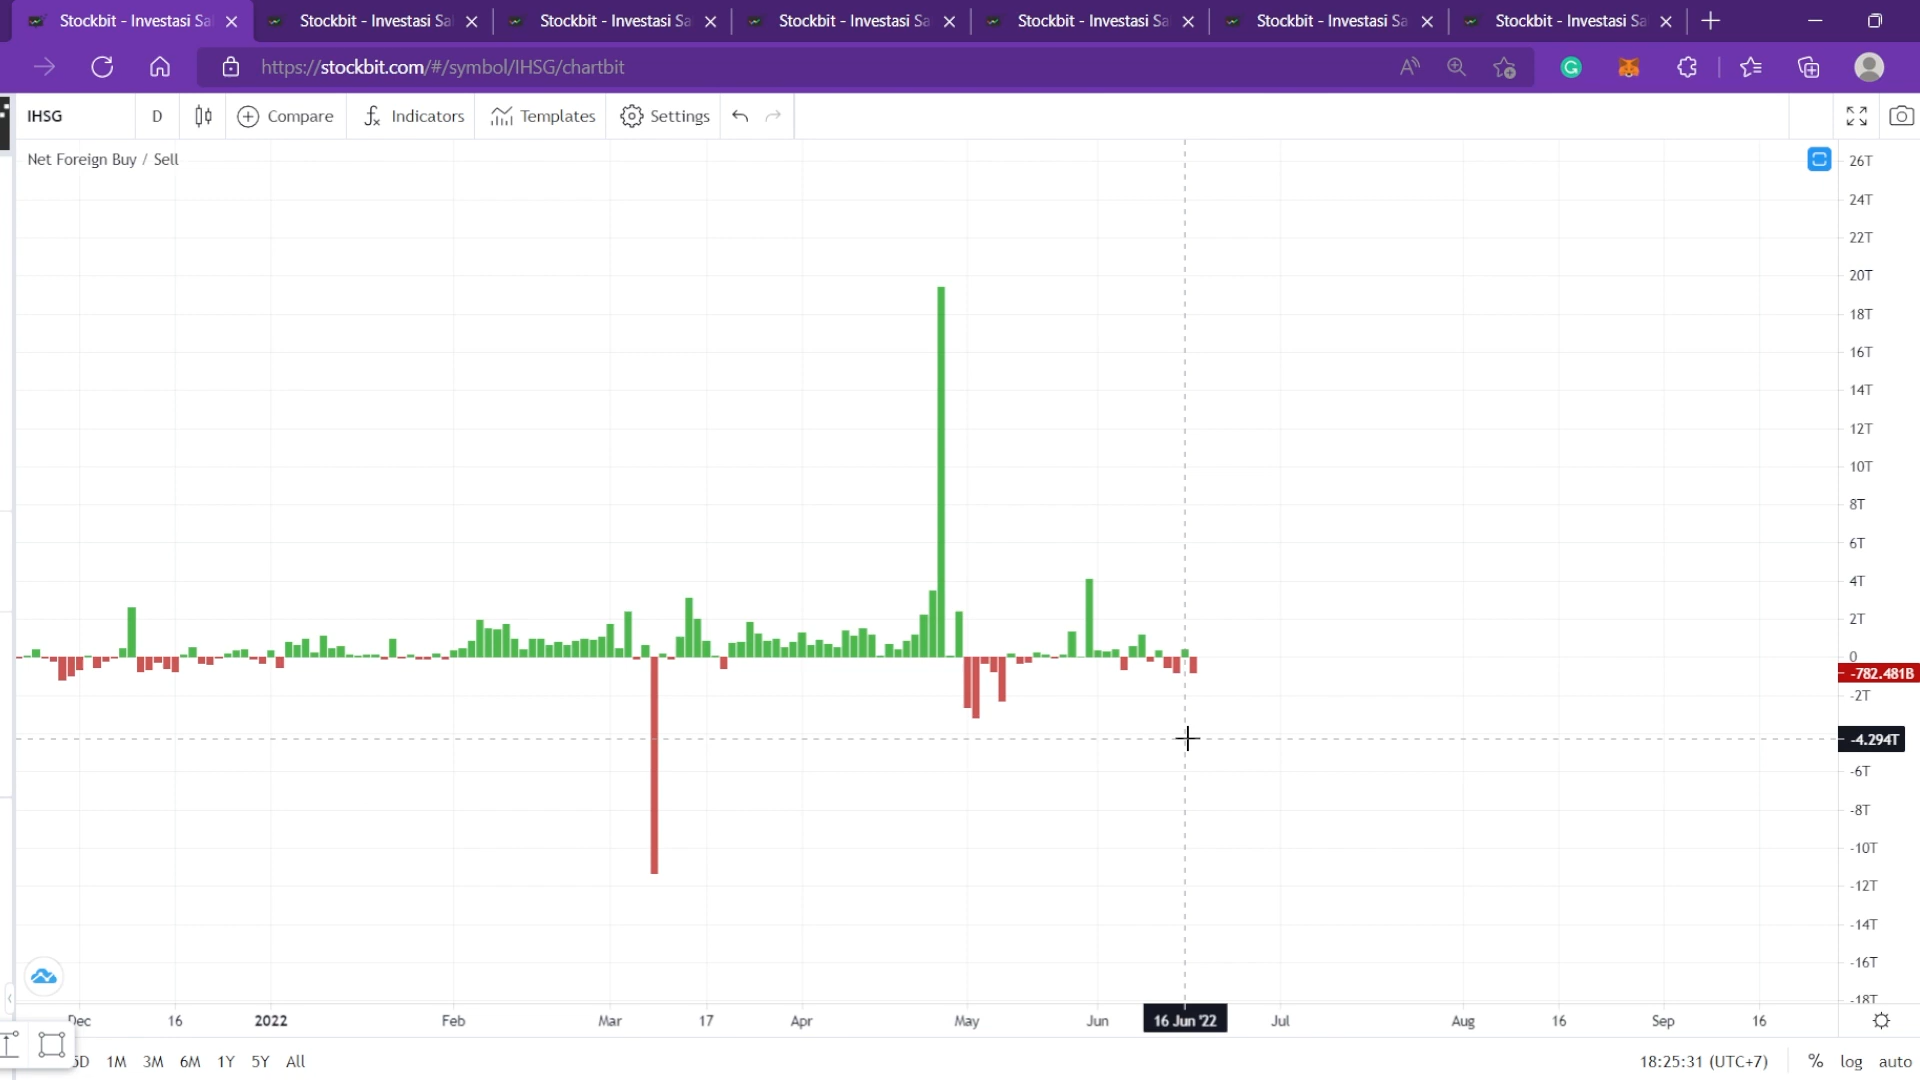 Stockbit - Investasi Sa
Stockbit - Investasi Sa
Stockbit - Investasi Sa
Stockbit - Investasi Sa
Stockbit - Investasi Sa
Stockbit - Investasi Sa
Stockbit - Investasi Sa
https://stockbit.com/#/symbol/IHSG/chartbit
IHSG
D
Compare
Indicators
Templates
Settings
Net Foreign Buy / Sell
26T
24T
22T
20T
18T
16T
14T
12T
10T
8T
6T
4T
2T
0
-782.481B
-2T
-4.294T
-6T
-8T
-10T
-12T
-14T
-16T
-18T
Dec
16
2022
Feb
Mar
17
Apr
May
Jun
16 Jun '22
Jul
Aug
16
Sep
16
5D
1M
3M
6M
1Y
5Y
All
18:25:31 (UTC+7)
%
log
auto